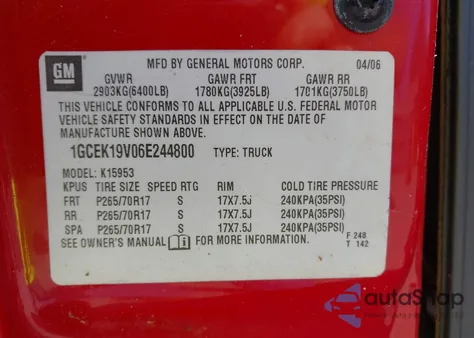 GM
MFD BY GENERAL MOTORS CORP. 04/06
GVWR GAWR FRT GAWR RR
2903KG(6400LB) 1780KG(3925LB) 1701KG(3750LB)
THIS VEHICLE CONFORMS TO ALL APPLICABLE U.S. FEDERAL MOTOR
VEHICLE SAFETY STANDARDS IN EFFECT ON THE DATE OF
MANUFACTURE SHOWN ABOVE.
1GCEK19V06E244800 TYPE: TRUCK
MODEL: K15953
KPUS TIRE SIZE SPEED RTG RIM COLD TIRE PRESSURE
FRT P265/70R17 S 17X7.5J 240KPA(35PSI)
RR P265/70R17 S 17X7.5J 240KPA(35PSI)
SPA P265/70R17 S 17X7.5J 240KPA(35PSI)
SEE OWNER'S MANUAL i FOR MORE INFORMATION. F 248
T 142
autaShop